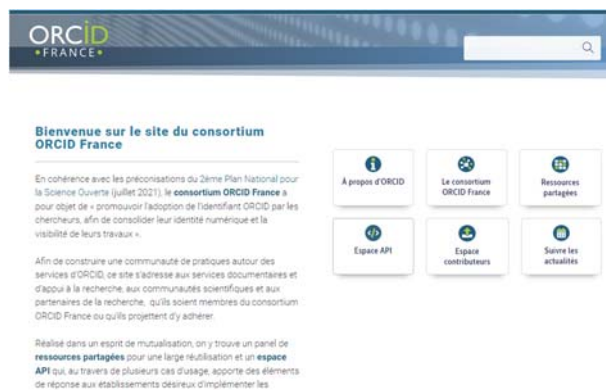 ORCID
•FRANCE•
Bienvenue sur le site du consortium
ORCID France
En cohérence avec les préconisations du 2ème Plan National pour
la Science Ouverte (juillet 2021), le consortium ORCID France a
pour objet de « promouvoir l'adoption de l'identifiant ORCID par les
chercheurs, afin de consolider leur identité numérique et la
visibilité de leurs travaux ».
Afin de construire une communauté de pratiques autour des
services d'ORCID, ce site s'adresse aux services documentaires et
d'appui à la recherche, aux communautés scientifiques et aux
partenaires de la recherche, qu'ils soient membres du consortium
ORCID France ou qu'ils projettent d'y adhérer.
Réalisé dans un esprit de mutualisation, on y trouve un panel de
ressources partagées pour une large réutilisation et un espace
API qui, au travers de plusieurs cas d'usage, apporte des éléments
de réponse aux établissements désireux d'implémenter les
À propos d'ORCID
Le consortium
ORCID France
Ressources
partagées
Espace API
Espace
contributeurs
Suivre les
actualités